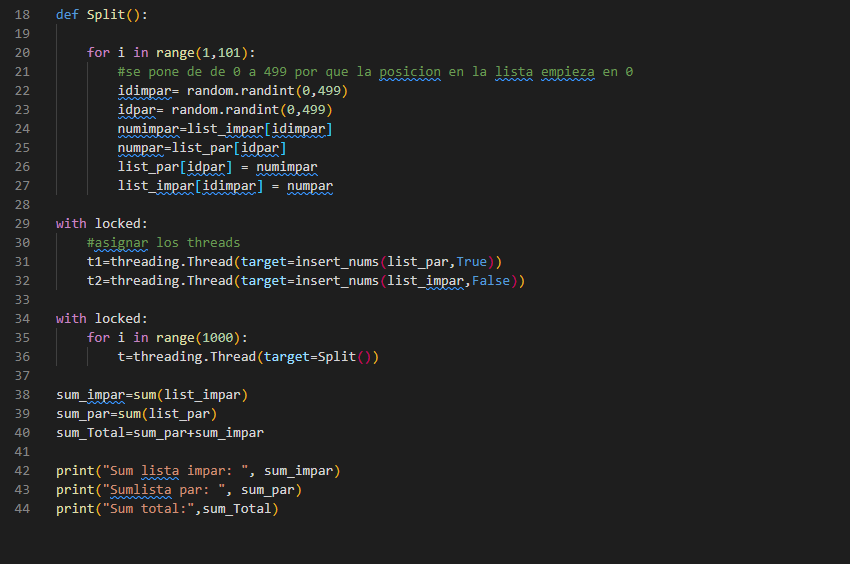 18 def Split():
19
20     for i in range(1,101):
21         #se pone de de 0 a 499 por que la posicion en la lista empieza en 0
22         idimpar= random.randint(0,499)
23         idpar= random.randint(0,499)
24         numimpar=list_impar[idimpar]
25         numpar=list_par[idpar]
26         list_par[idpar] = numimpar
27         list_impar[idimpar] = numpar
28
29 with locked:
30     #asignar los threads
31     t1=threading.Thread(target=insert_nums(list_par,True))
32     t2=threading.Thread(target=insert_nums(list_impar,False))
33
34 with locked:
35     for i in range(1000):
36         t=threading.Thread(target=Split())
37
38 sum_impar=sum(list_impar)
39 sum_par=sum(list_par)
40 sum_Total=sum_par+sum_impar
41
42 print("Sum lista impar: ", sum_impar)
43 print("Sumlista par: ", sum_par)
44 print("Sum total:",sum_Total)